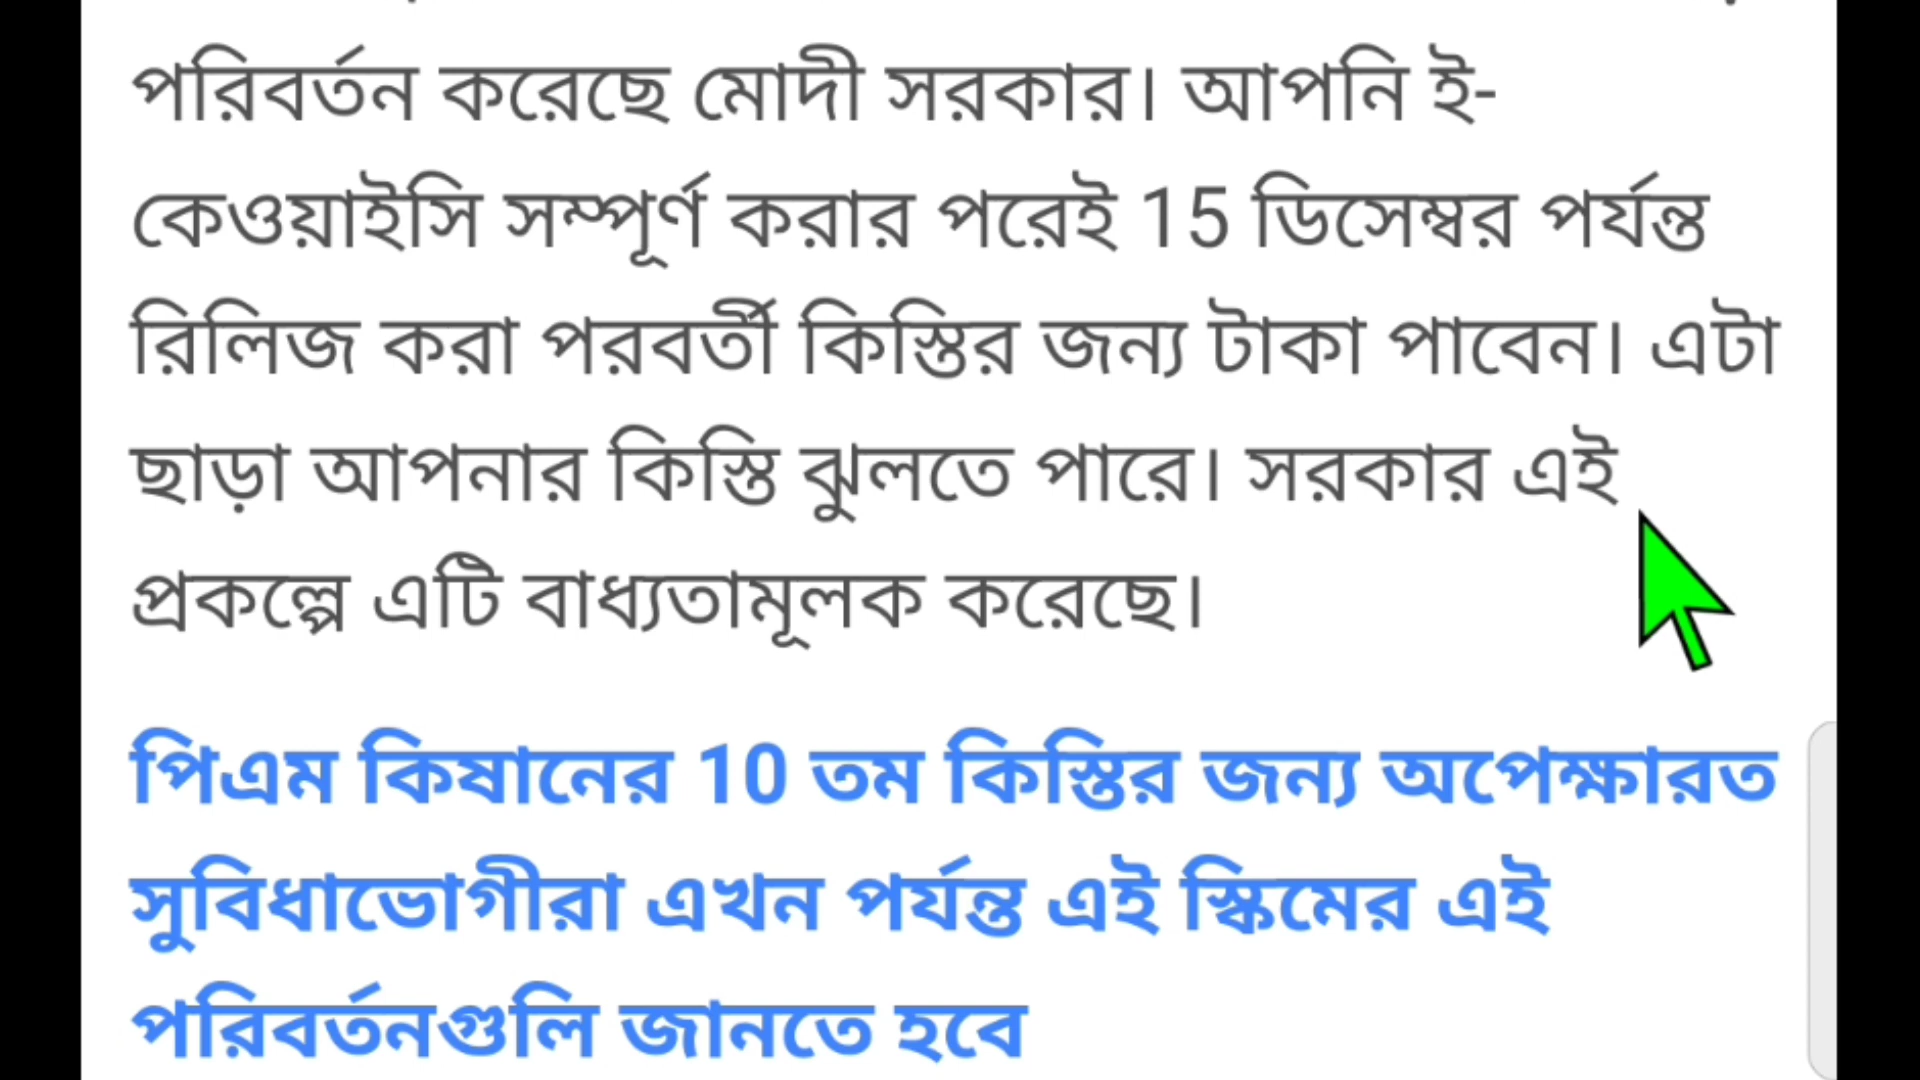 পরিবর্তন করেছে মোদী সরকার। আপনি ই-
কেওয়াইসি সম্পূর্ণ করার পরেই 15 ডিসেম্বর পর্যন্ত
রিলিজ করা পরবর্তী কিস্তির জন্য টাকা পাবেন। এটা
ছাড়া আপনার কিস্তি ঝুলতে পারে। সরকার এই
প্রকল্পে এটি বাধ্যতামূলক করেছে।
পিএম কিষানের 10 তম কিস্তির জন্য অপেক্ষারত
সুবিধাভোগীরা এখন পর্যন্ত এই স্কিমের এই
পরিবর্তনগুলি জানতে হবে